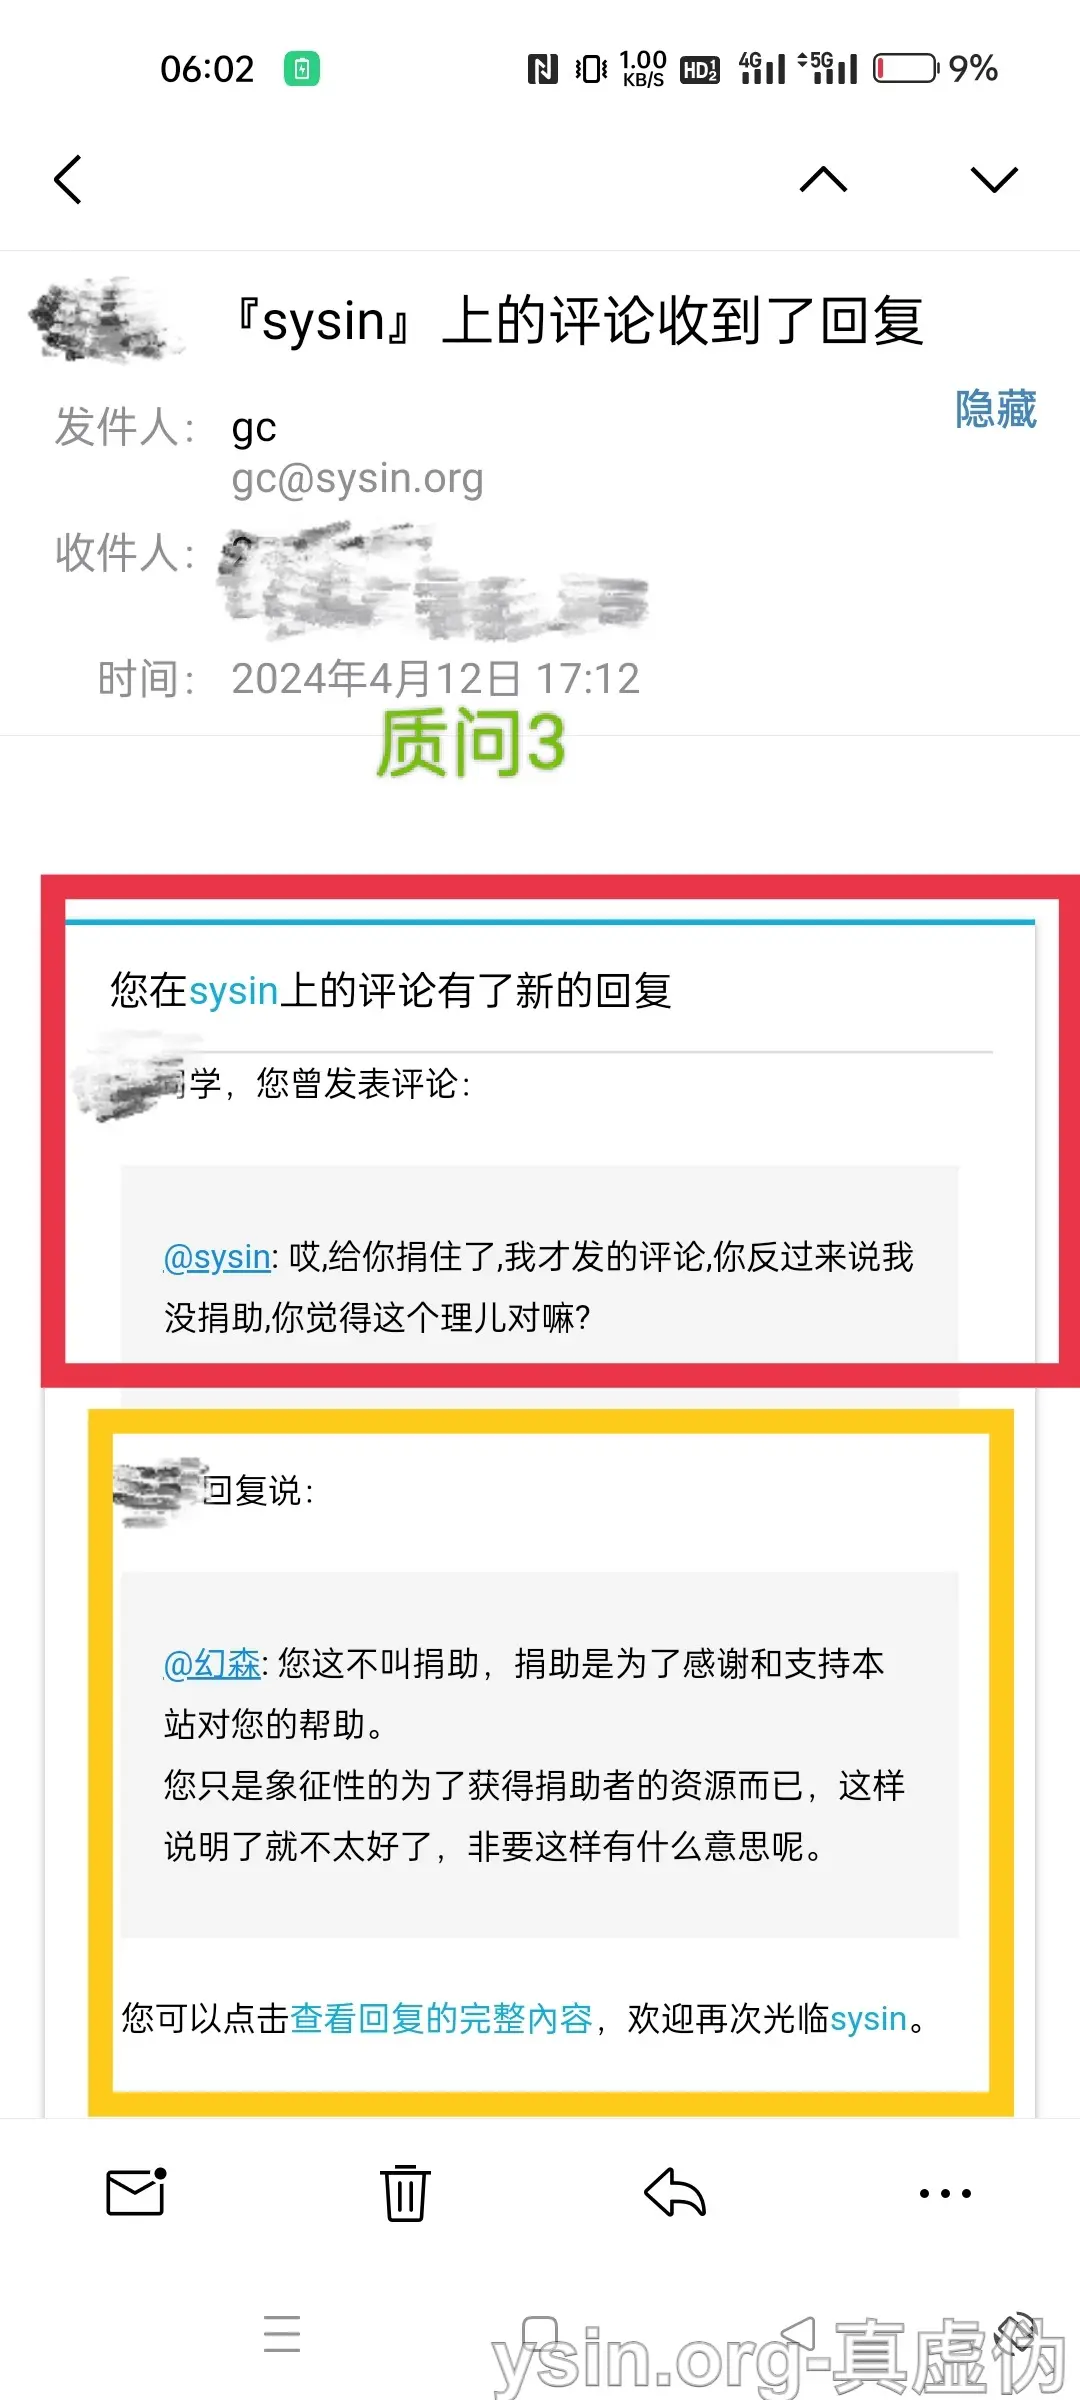 06:02
1.00
KB/S
HD
4G
5G
9%
『sysin』上的评论收到了回复
发件人： gc
隐藏
gc@sysin.org
收件人：
时间： 2024年4月12日 17:12
质问3
您在sysin上的评论有了新的回复
同学，您曾发表评论：
@sysin: 哎,给你捐住了,我才发的评论,你反过来说我
没捐助,你觉得这个理儿对嘛?
回复说：
@幻森: 您这不叫捐助，捐助是为了感谢和支持本
站对您的帮助。
您只是象征性的为了获得捐助者的资源而已，这样
说明了就不太好了，非要这样有什么意思呢。
您可以点击查看回复的完整內容，欢迎再次光临sysin。
ysin.org-真虚伪